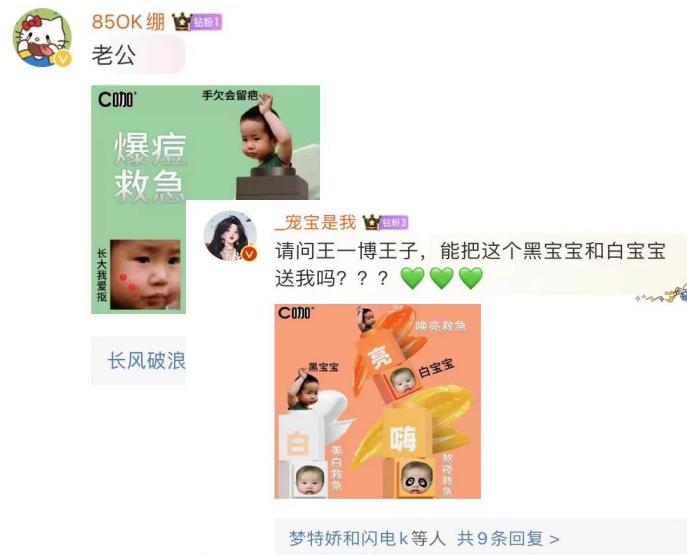 85OK绷 钻粉1
老公
C咖
手欠会留疤
爆痘
救急
长大我爱抠
长风破浪
_宠宝是我 钻粉3
请问王一博王子，能把这个黑宝宝和白宝宝
送我吗？？？💚💚💚
C咖
唤亮救急
亮
黑宝宝
白宝宝
白
美白救急
嗨
熬夜救急
梦特娇和闪电k等人 共9条回复 >